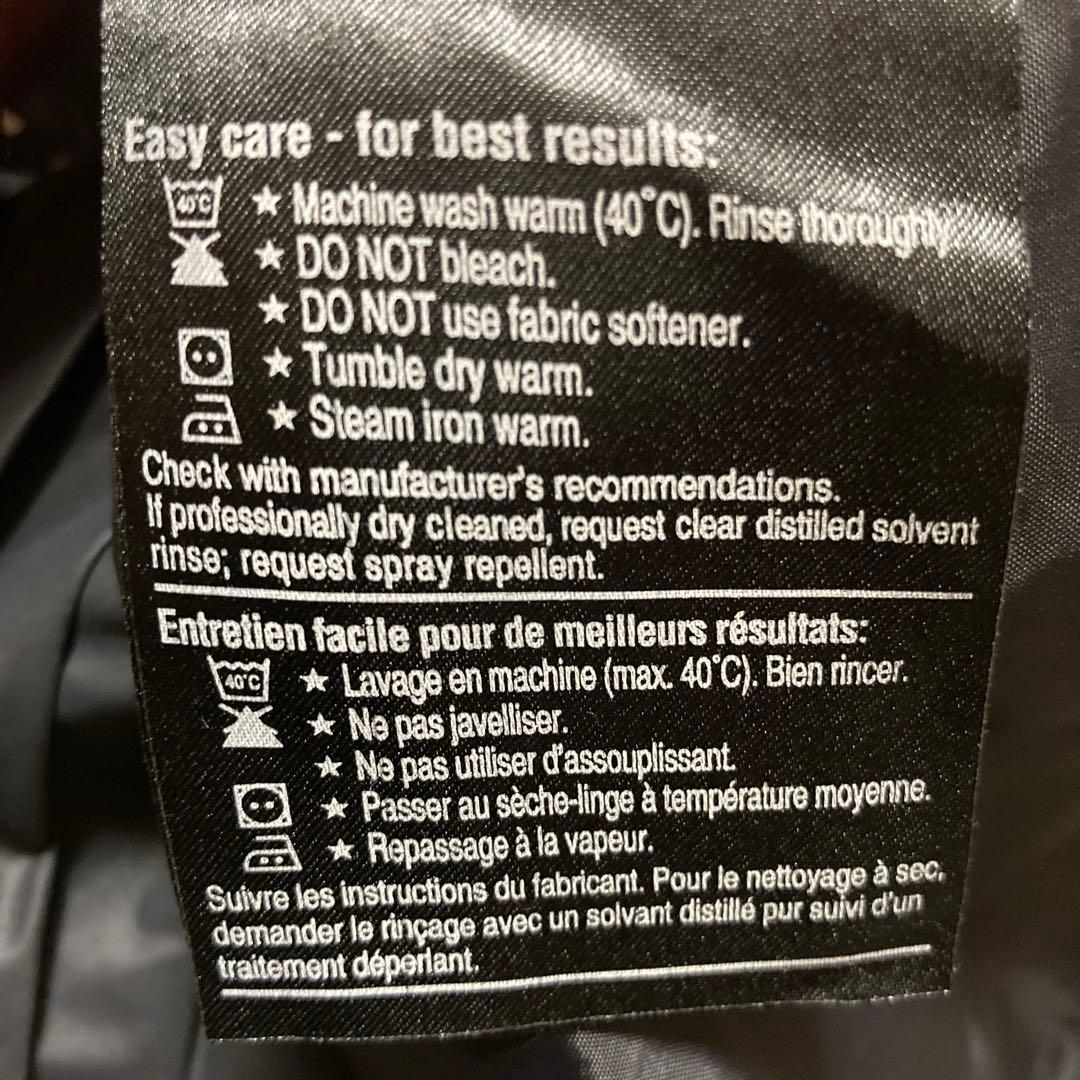 Easy care - for best results:
40°C ★ Machine wash warm (40°C). Rinse thoroughly.
★ DO NOT bleach.
★ DO NOT use fabric softener.
★ Tumble dry warm.
★ Steam iron warm.
Check with manufacturer's recommendations.
If professionally dry cleaned, request clear distilled solvent
rinse; request spray repellent.
Entretien facile pour de meilleurs résultats:
40°C ★ Lavage en machine (max. 40°C). Bien rincer.
★ Ne pas javelliser.
★ Ne pas utiliser d'assouplissant.
★ Passer au sèche-linge à température moyenne.
★ Repassage à la vapeur.
Suivre les instructions du fabricant. Pour le nettoyage à sec,
demander le rinçage avec un solvant distillé pur suivi d'un
traitement déperlant.